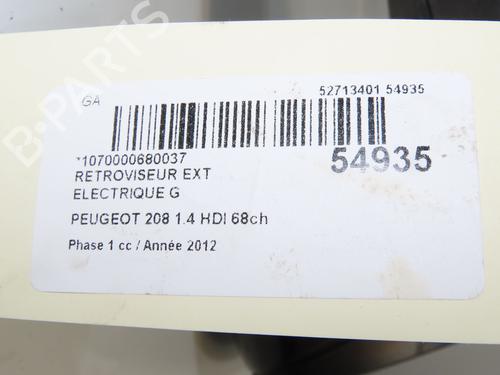 GA
52713401 54935
*1070000680037
54935
RETROVISEUR EXT
ELECTRIQUE G
PEUGEOT 208 1.4 HDI 68ch
Phase 1 cc / Année 2012
B-PARTS